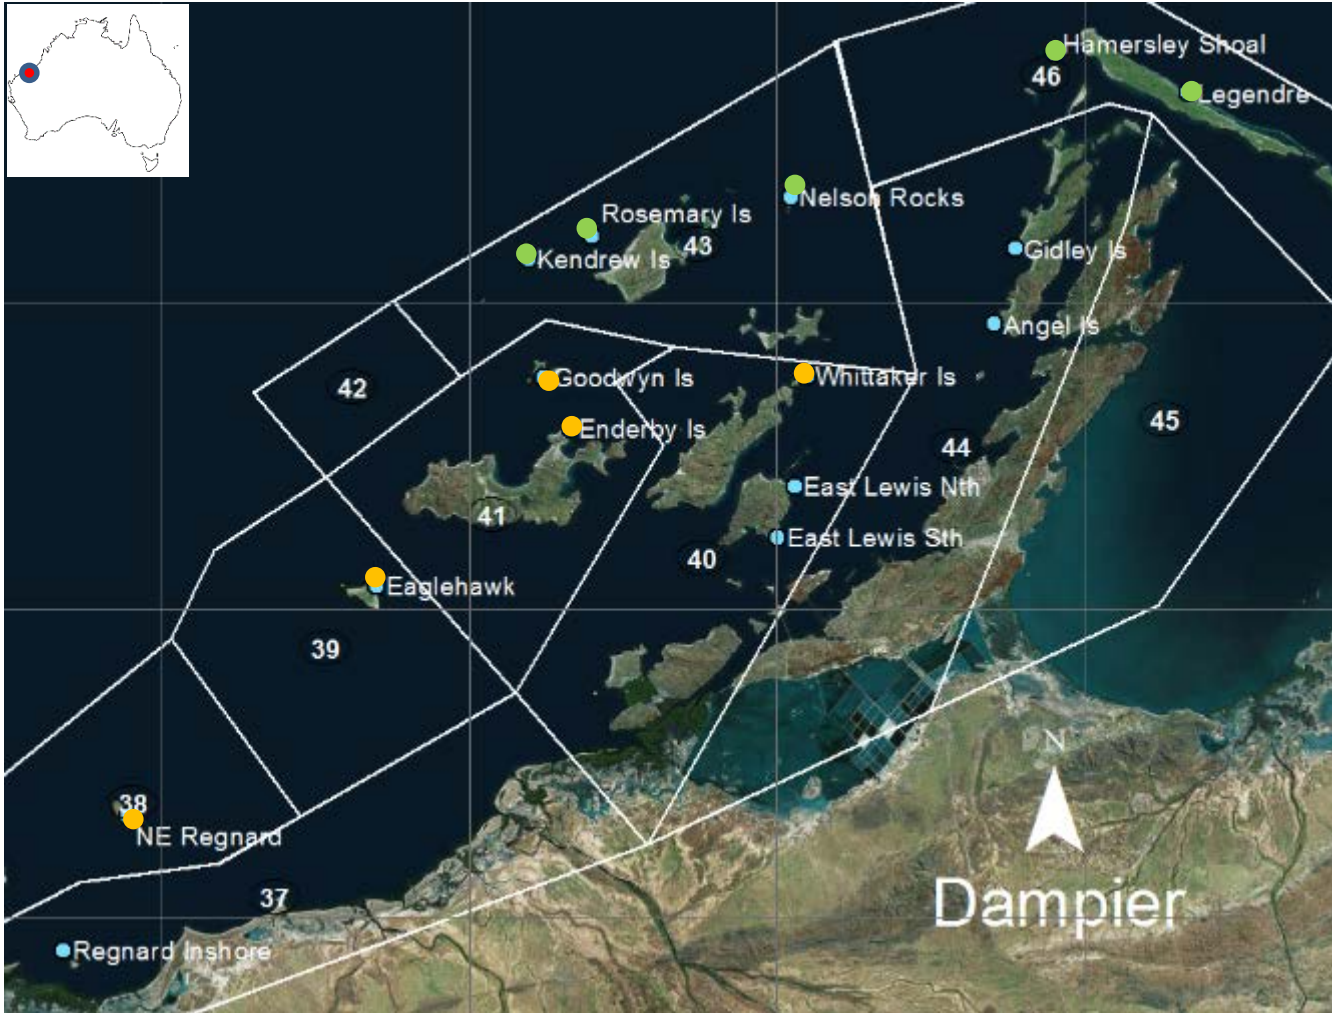 Hamersley Shoal
46
Legendre
Nelson Rocks
Rosemary Is
43
Kendrew Is
Gidley Is
Angel Is
42
Goodwyn Is
Whittaker Is
Enderby Is
45
44
41
East Lewis Nth
East Lewis Sth
40
Eaglehawk
39
N
38
NE Regnard
37
Dampier
Regnard Inshore